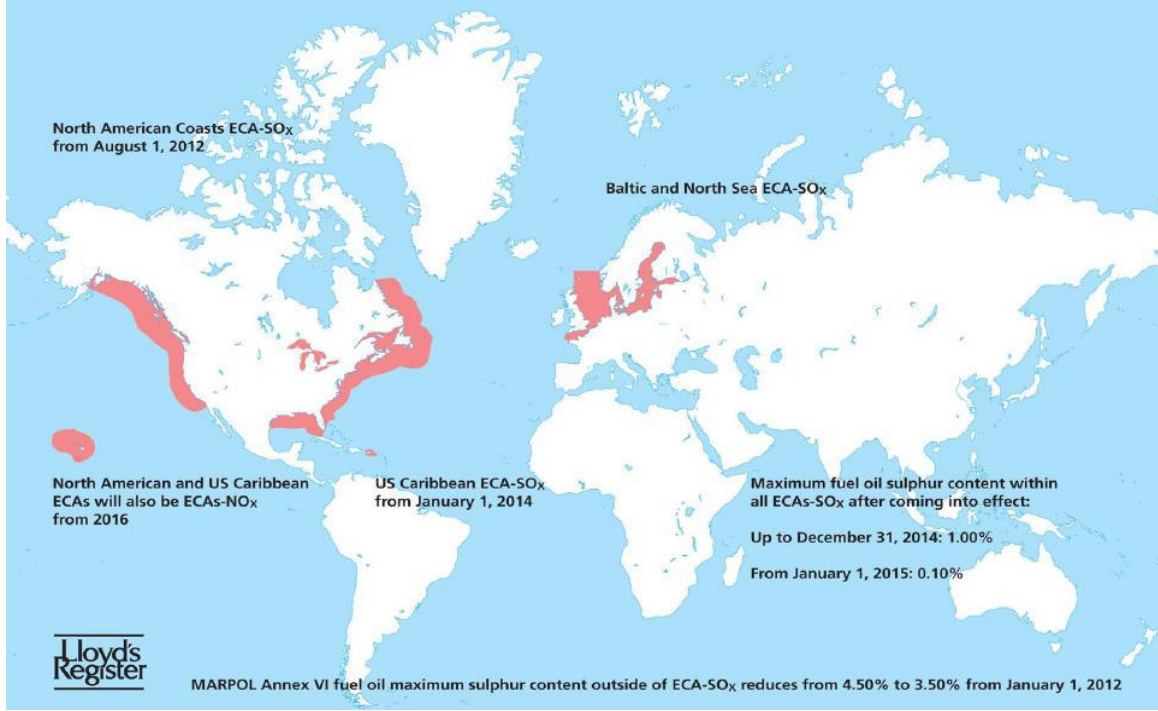 North American Coasts ECA-SOX
from August 1, 2012
Baltic and North Sea ECA-SOX
North American and US Caribbean
ECAs will also be ECAs-NOX
from 2016
US Caribbean ECA-SOX
from January 1, 2014
Maximum fuel oil sulphur content within
all ECAs-SOX after coming into effect:
Up to December 31, 2014: 1.00%
From January 1, 2015: 0.10%
Lloyd's
Register
MARPOL Annex VI fuel oil maximum sulphur content outside of ECA-SOX reduces from 4.50% to 3.50% from January 1, 2012